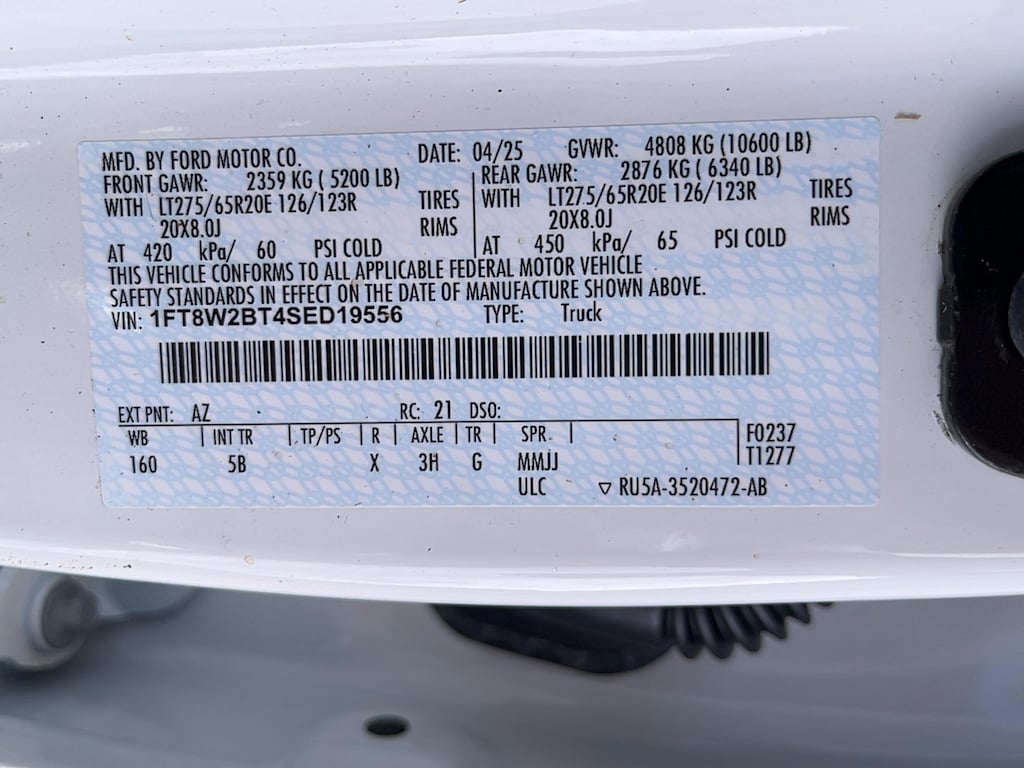 MFD. BY FORD MOTOR CO. DATE: 04/25 GVWR: 4808 KG (10600 LB)
FRONT GAWR: 2359 KG ( 5200 LB) REAR GAWR: 2876 KG ( 6340 LB)
WITH LT275/65R20E 126/123R TIRES WITH LT275/65R20E 126/123R TIRES
20X8.0J RIMS 20X8.0J RIMS
AT 420 kPa/ 60 PSI COLD AT 450 kPa/ 65 PSI COLD
THIS VEHICLE CONFORMS TO ALL APPLICABLE FEDERAL MOTOR VEHICLE
SAFETY STANDARDS IN EFFECT ON THE DATE OF MANUFACTURE SHOWN ABOVE.
VIN: 1FT8W2BT4SED19556 TYPE: Truck
EXT PNT: AZ RC: 21 DSO:
WB INT TR TP/PS R AXLE TR SPR F0237
160 5B X 3H G MMJJ T1277
ULC ▽ RU5A-3520472-AB